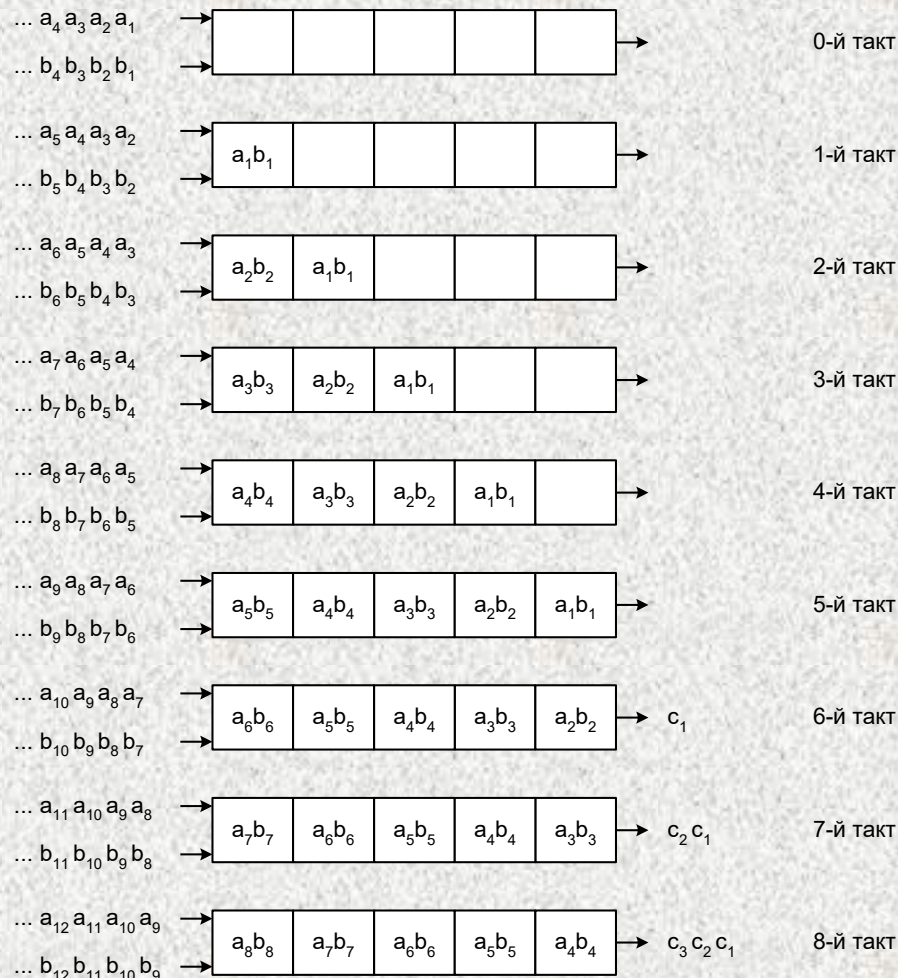 ... a₄ a₃ a₂ a₁
0-й такт
... b₄ b₃ b₂ b₁
... a₅ a₄ a₃ a₂
a₁b₁ 1-й такт
... b₅ b₄ b₃ b₂
... a₆ a₅ a₄ a₃
a₂b₂ a₁b₁ 2-й такт
... b₆ b₅ b₄ b₃
... a₇ a₆ a₅ a₄
a₃b₃ a₂b₂ a₁b₁ 3-й такт
... b₇ b₆ b₅ b₄
... a₈ a₇ a₆ a₅
a₄b₄ a₃b₃ a₂b₂ a₁b₁ 4-й такт
... b₈ b₇ b₆ b₅
... a₉ a₈ a₇ a₆
a₅b₅ a₄b₄ a₃b₃ a₂b₂ a₁b₁ 5-й такт
... b₉ b₈ b₇ b₆
... a₁₀ a₉ a₈ a₇
a₆b₆ a₅b₅ a₄b₄ a₃b₃ a₂b₂ c₁ 6-й такт
... b₁₀ b₉ b₈ b₇
... a₁₁ a₁₀ a₉ a₈
a₇b₇ a₆b₆ a₅b₅ a₄b₄ a₃b₃ c₂ c₁ 7-й такт
... b₁₁ b₁₀ b₉ b₈
... a₁₂ a₁₁ a₁₀ a₉
a₈b₈ a₇b₇ a₆b₆ a₅b₅ a₄b₄ c₃ c₂ c₁ 8-й такт
... b₁₂ b₁₁ b₁₀ b₉